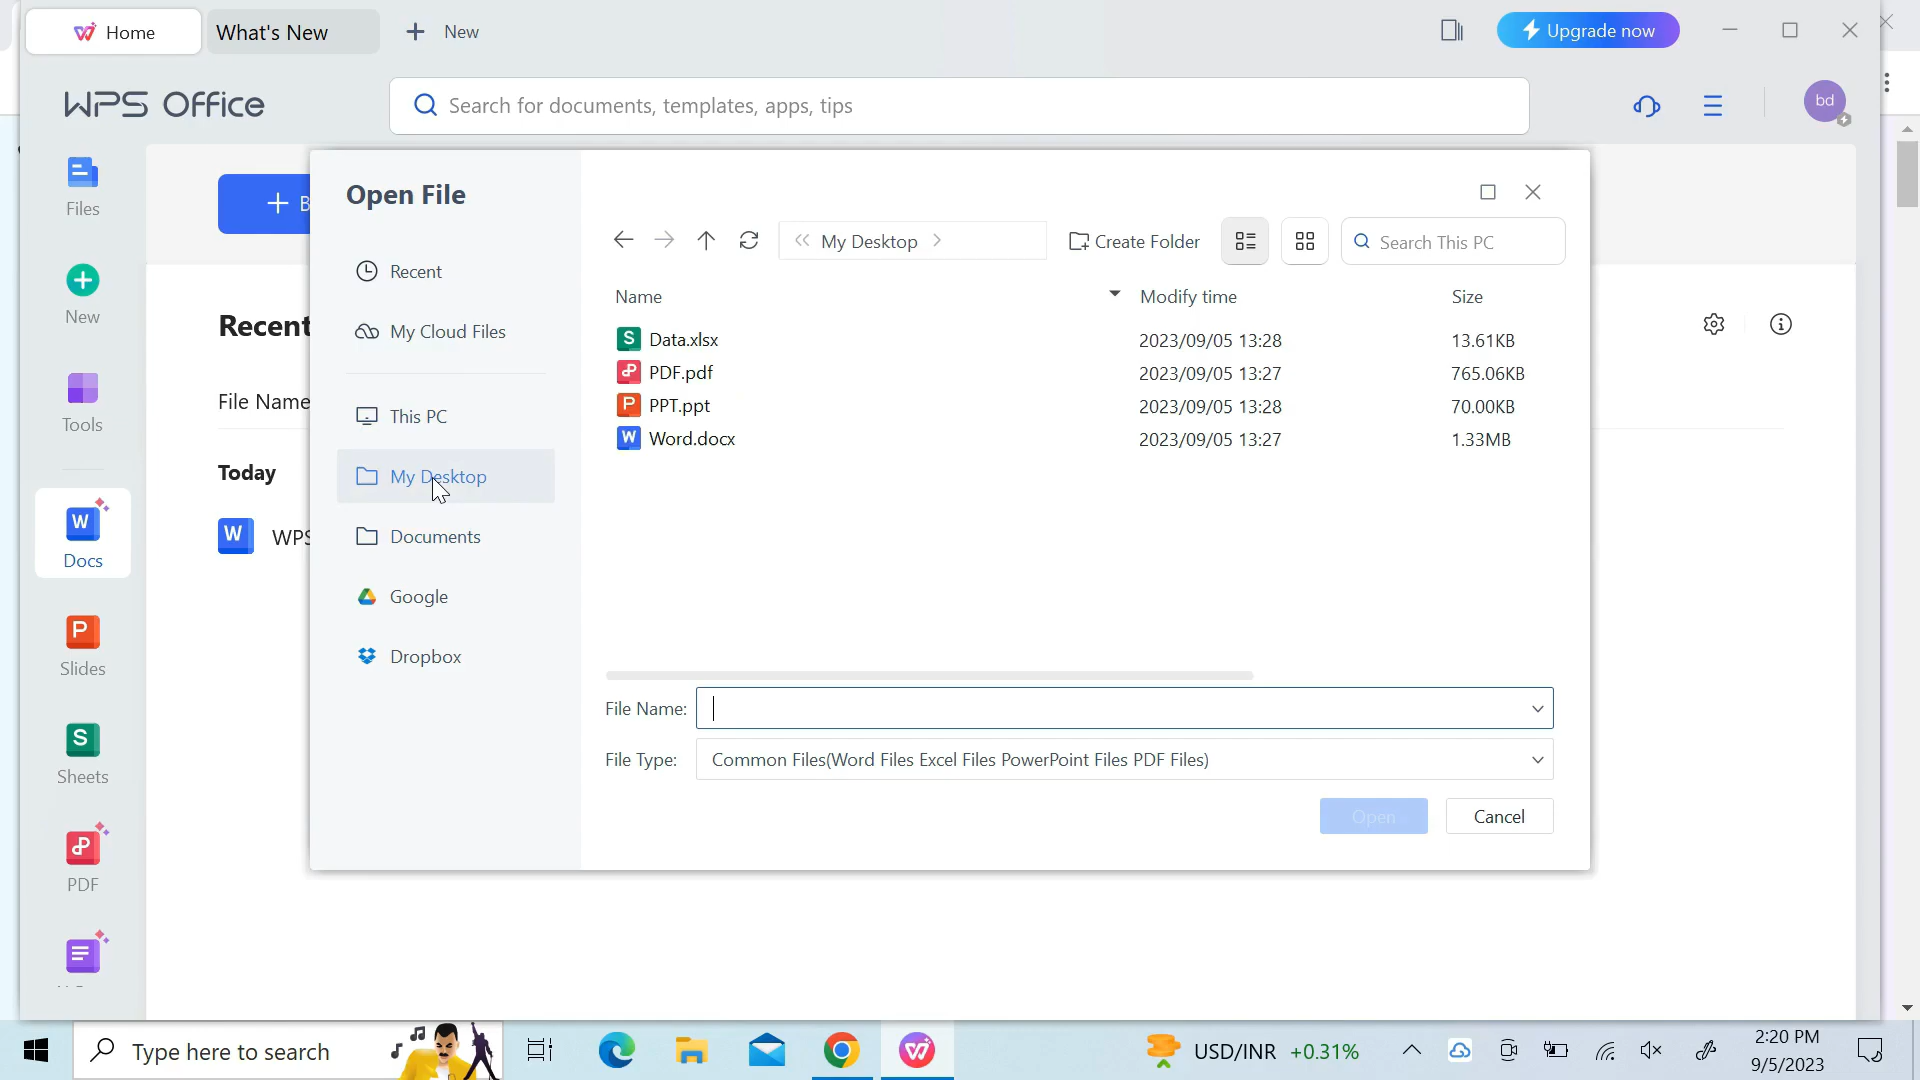 Home
What's New
New
Upgrade now
WPS Office
Search for documents, templates, apps, tips
bd
Files
New
Tools
Docs
Slides
Sheets
PDF
Recent
File Name
Today
WPS
Open File
Recent
My Cloud Files
This PC
My Desktop
Documents
Google
Dropbox
My Desktop
Create Folder
Search This PC
Name Modify time Size
Data.xlsx 2023/09/05 13:28 13.61KB
PDF.pdf 2023/09/05 13:27 765.06KB
PPT.ppt 2023/09/05 13:28 70.00KB
Word.docx 2023/09/05 13:27 1.33MB
File Name:
File Type: Common Files(Word Files Excel Files PowerPoint Files PDF Files)
Open Cancel
Type here to search
USD/INR +0.31%
2:20 PM
9/5/2023